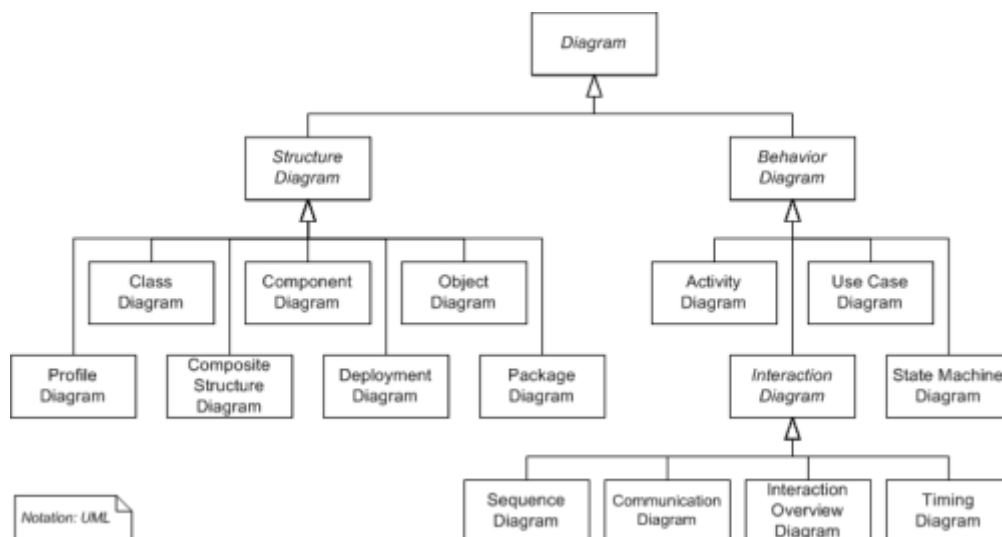 Diagram
Structure
Diagram
Behavior
Diagram
Class
Diagram
Component
Diagram
Object
Diagram
Activity
Diagram
Use Case
Diagram
Profile
Diagram
Composite
Structure
Diagram
Deployment
Diagram
Package
Diagram
Interaction
Diagram
State Machine
Diagram
Sequence
Diagram
Communication
Diagram
Interaction
Overview
Diagram
Timing
Diagram
Notation: UML